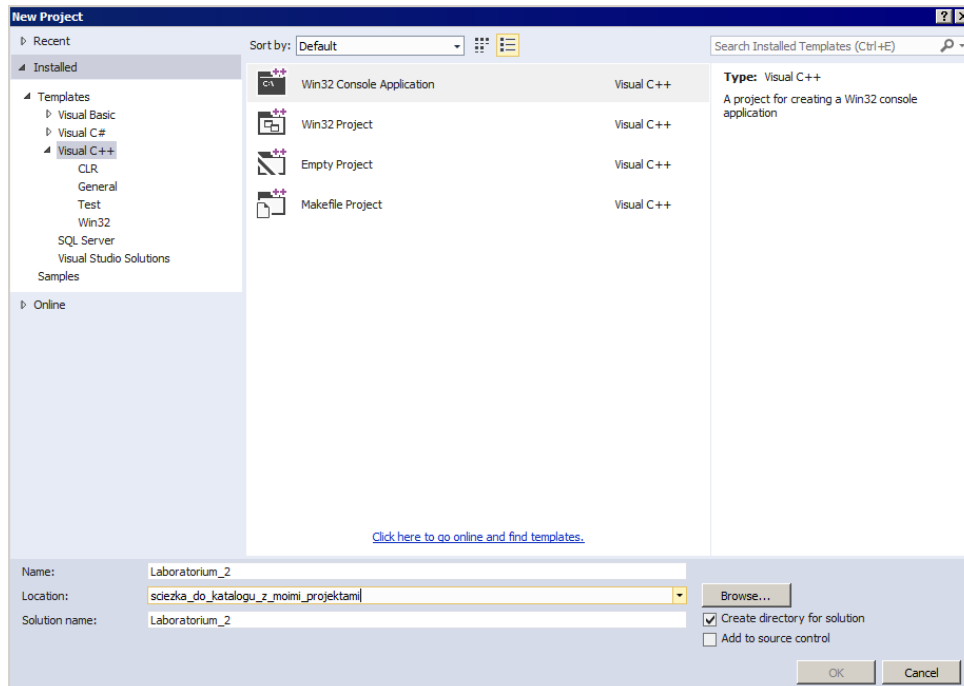 New Project
Recent
Installed
Templates
Visual Basic
Visual C#
Visual C++
CLR
General
Test
Win32
SQL Server
Visual Studio Solutions
Samples
Online
Sort by: Default
Search Installed Templates (Ctrl+E)
Win32 Console Application Visual C++
Win32 Project Visual C++
Empty Project Visual C++
Makefile Project Visual C++
Click here to go online and find templates.
Type: Visual C++
A project for creating a Win32 console
application
Name: Laboratorium_2
Location: sciezka_do_katalogu_z_moimi_projektami
Browse...
Solution name: Laboratorium_2
Create directory for solution
Add to source control
OK Cancel